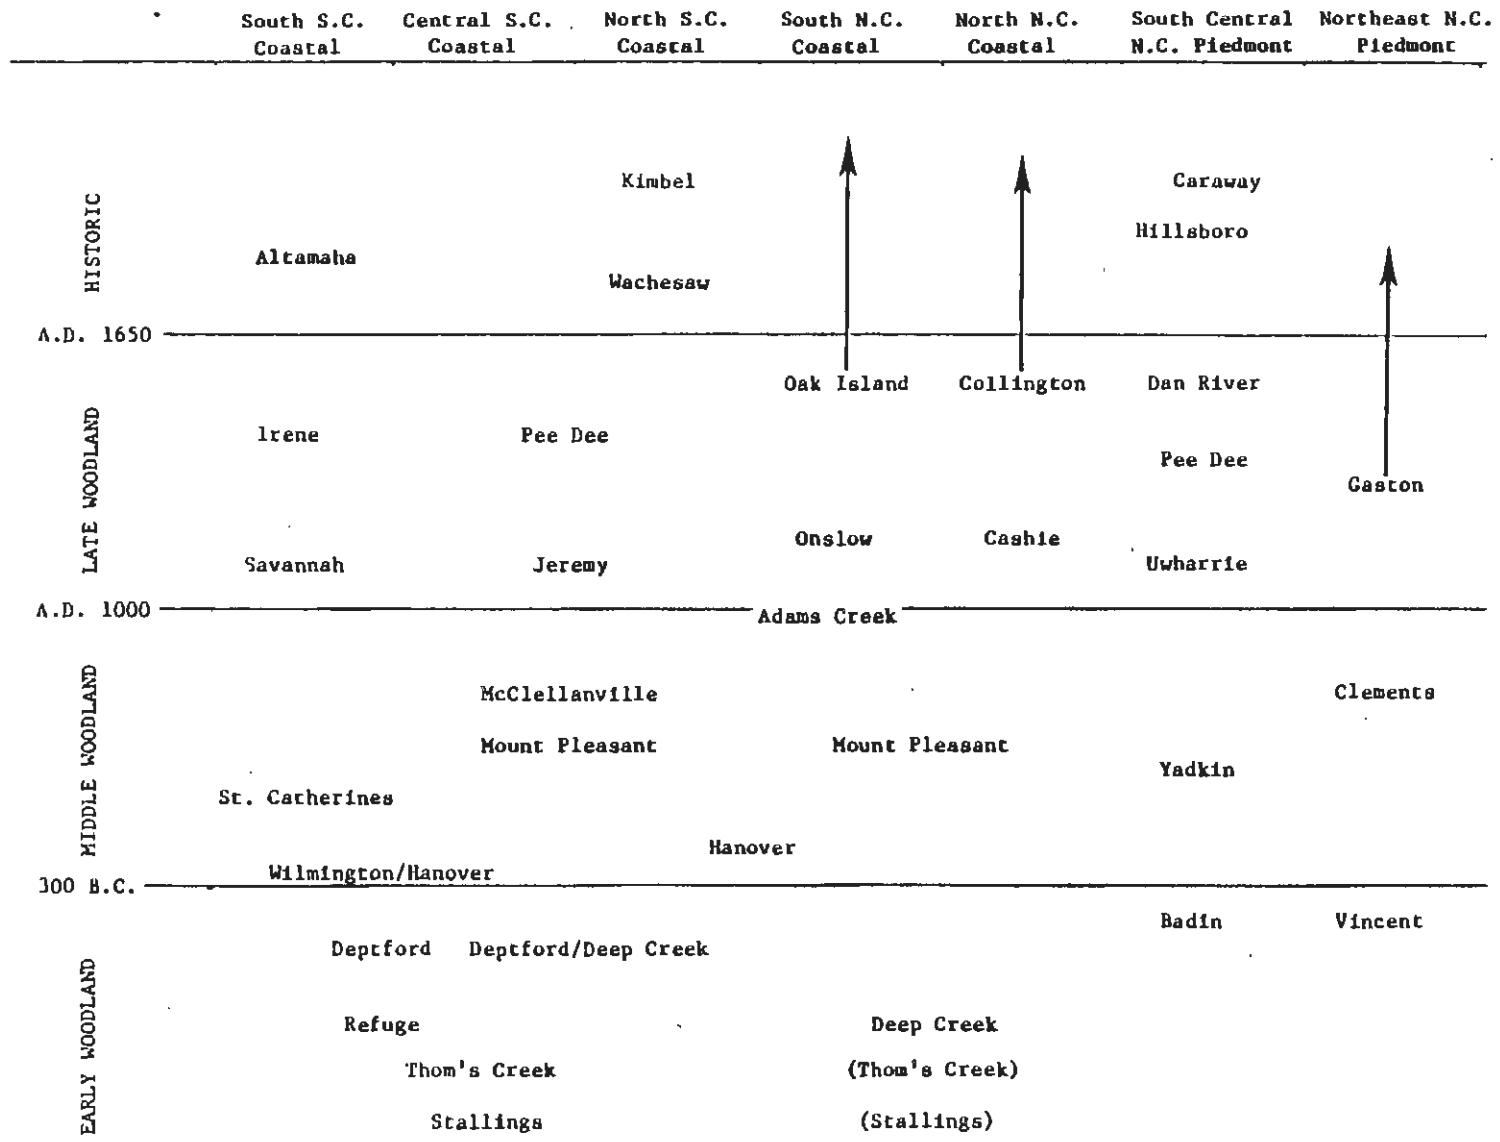 South S.C. Central S.C. North S.C. South N.C. North N.C. South Central Northeast N.C.
Coastal Coastal Coastal Coastal Coastal N.C. Piedmont Piedmont
HISTORIC
Kimbel Caraway
Hillsboro
Altamaha
Wachesaw
A.D. 1650
LATE WOODLAND
Oak Island Collington Dan River
Irene Pee Dee
Pee Dee
Gaston
Onslow Cashie
Savannah Jeremy Uwharrie
A.D. 1000
Adams Creek
MIDDLE WOODLAND
McClellanville Clements
Mount Pleasant Mount Pleasant
Yadkin
St. Catherines
Hanover
Wilmington/Hanover
300 B.C.
EARLY WOODLAND
Badin Vincent
Deptford Deptford/Deep Creek
Refuge Deep Creek
Thom's Creek (Thom's Creek)
Stallings (Stallings)